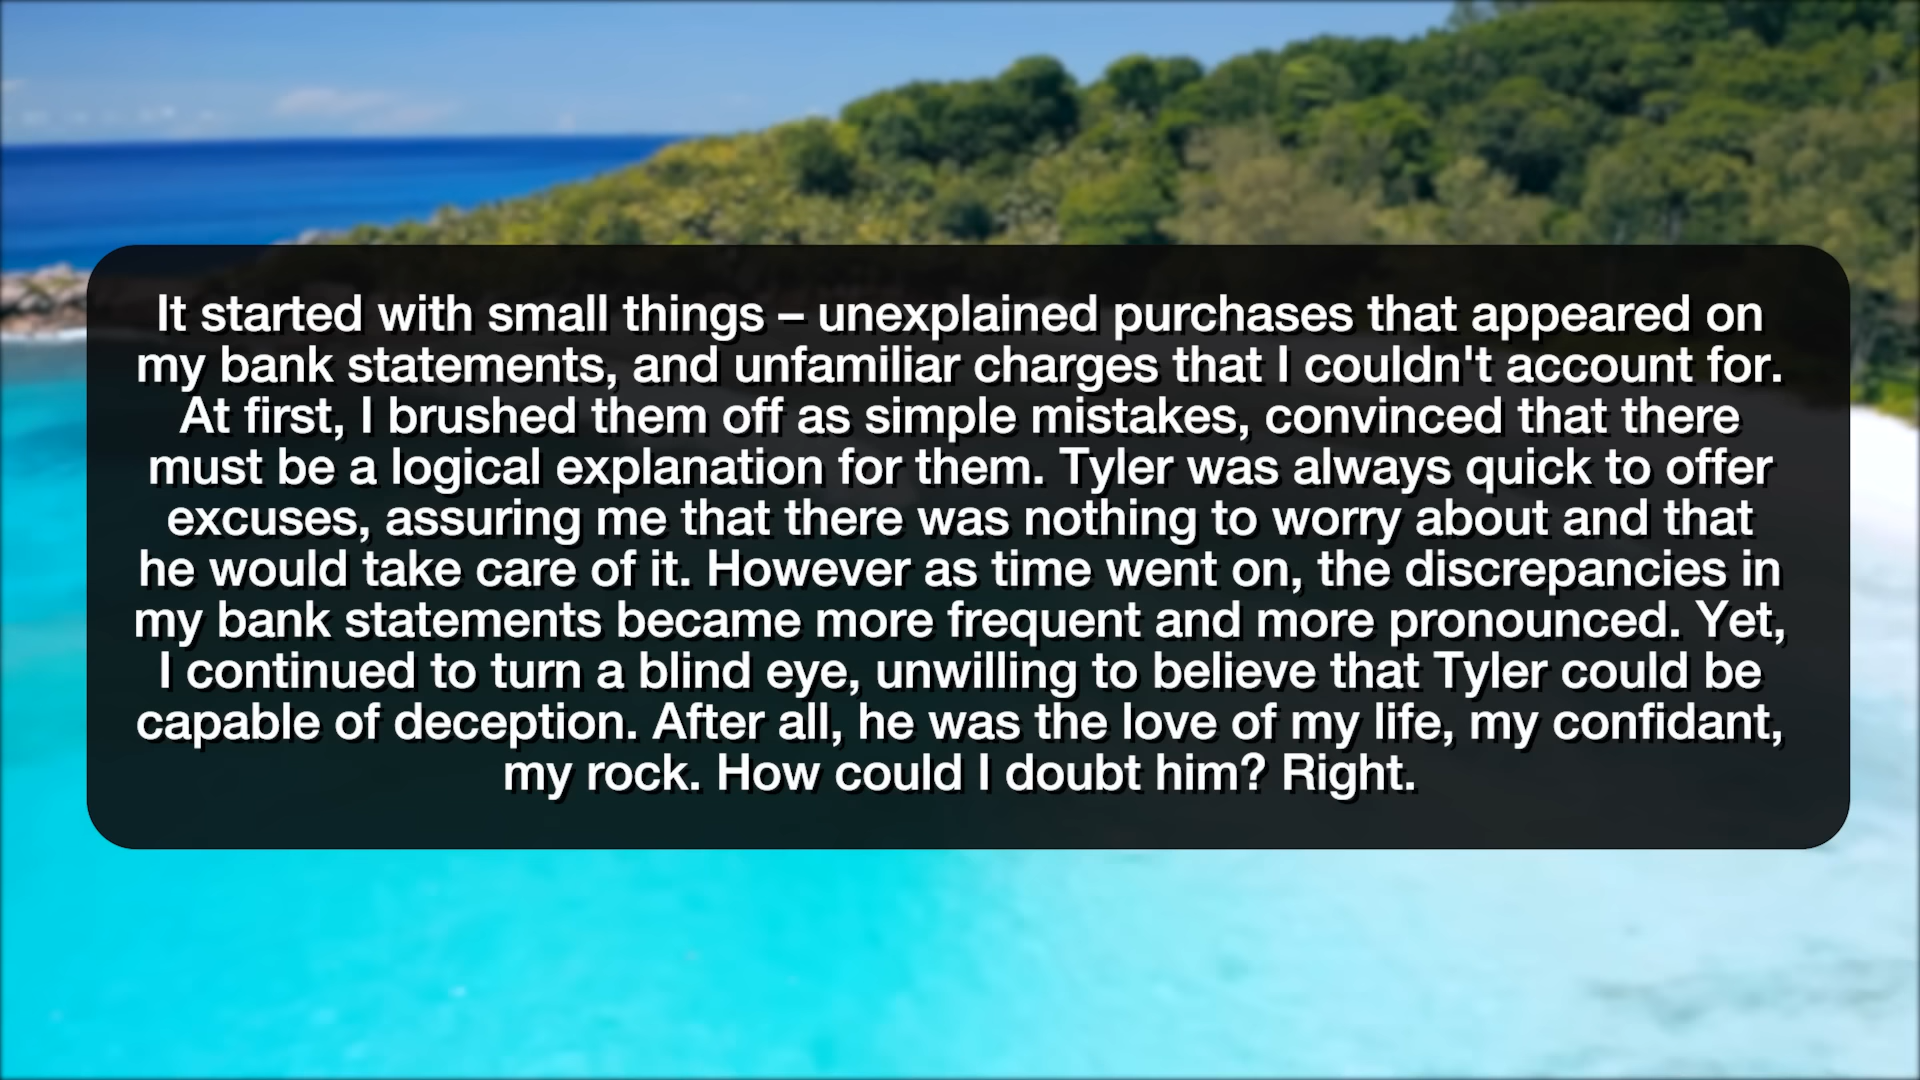 It started with small things – unexplained purchases that appeared on
my bank statements, and unfamiliar charges that I couldn't account for.
At first, I brushed them off as simple mistakes, convinced that there
must be a logical explanation for them. Tyler was always quick to offer
excuses, assuring me that there was nothing to worry about and that
he would take care of it. However as time went on, the discrepancies in
my bank statements became more frequent and more pronounced. Yet,
I continued to turn a blind eye, unwilling to believe that Tyler could be
capable of deception. After all, he was the love of my life, my confidant,
my rock. How could I doubt him? Right.